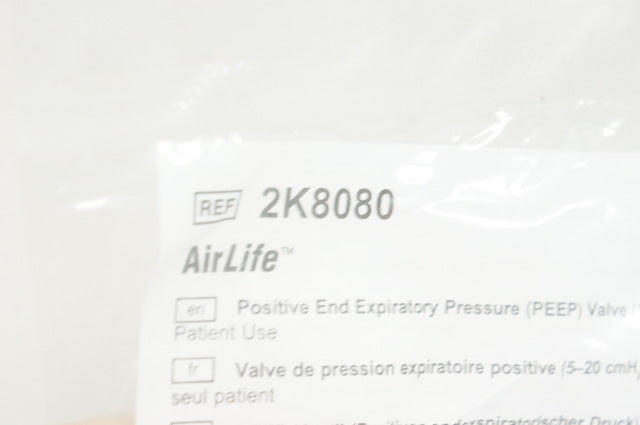 REF 2K8080
AirLife™
en Positive End Expiratory Pressure (PEEP) Valve
Patient Use
fr Valve de pression expiratoire positive (5–20 cmH
seul patient